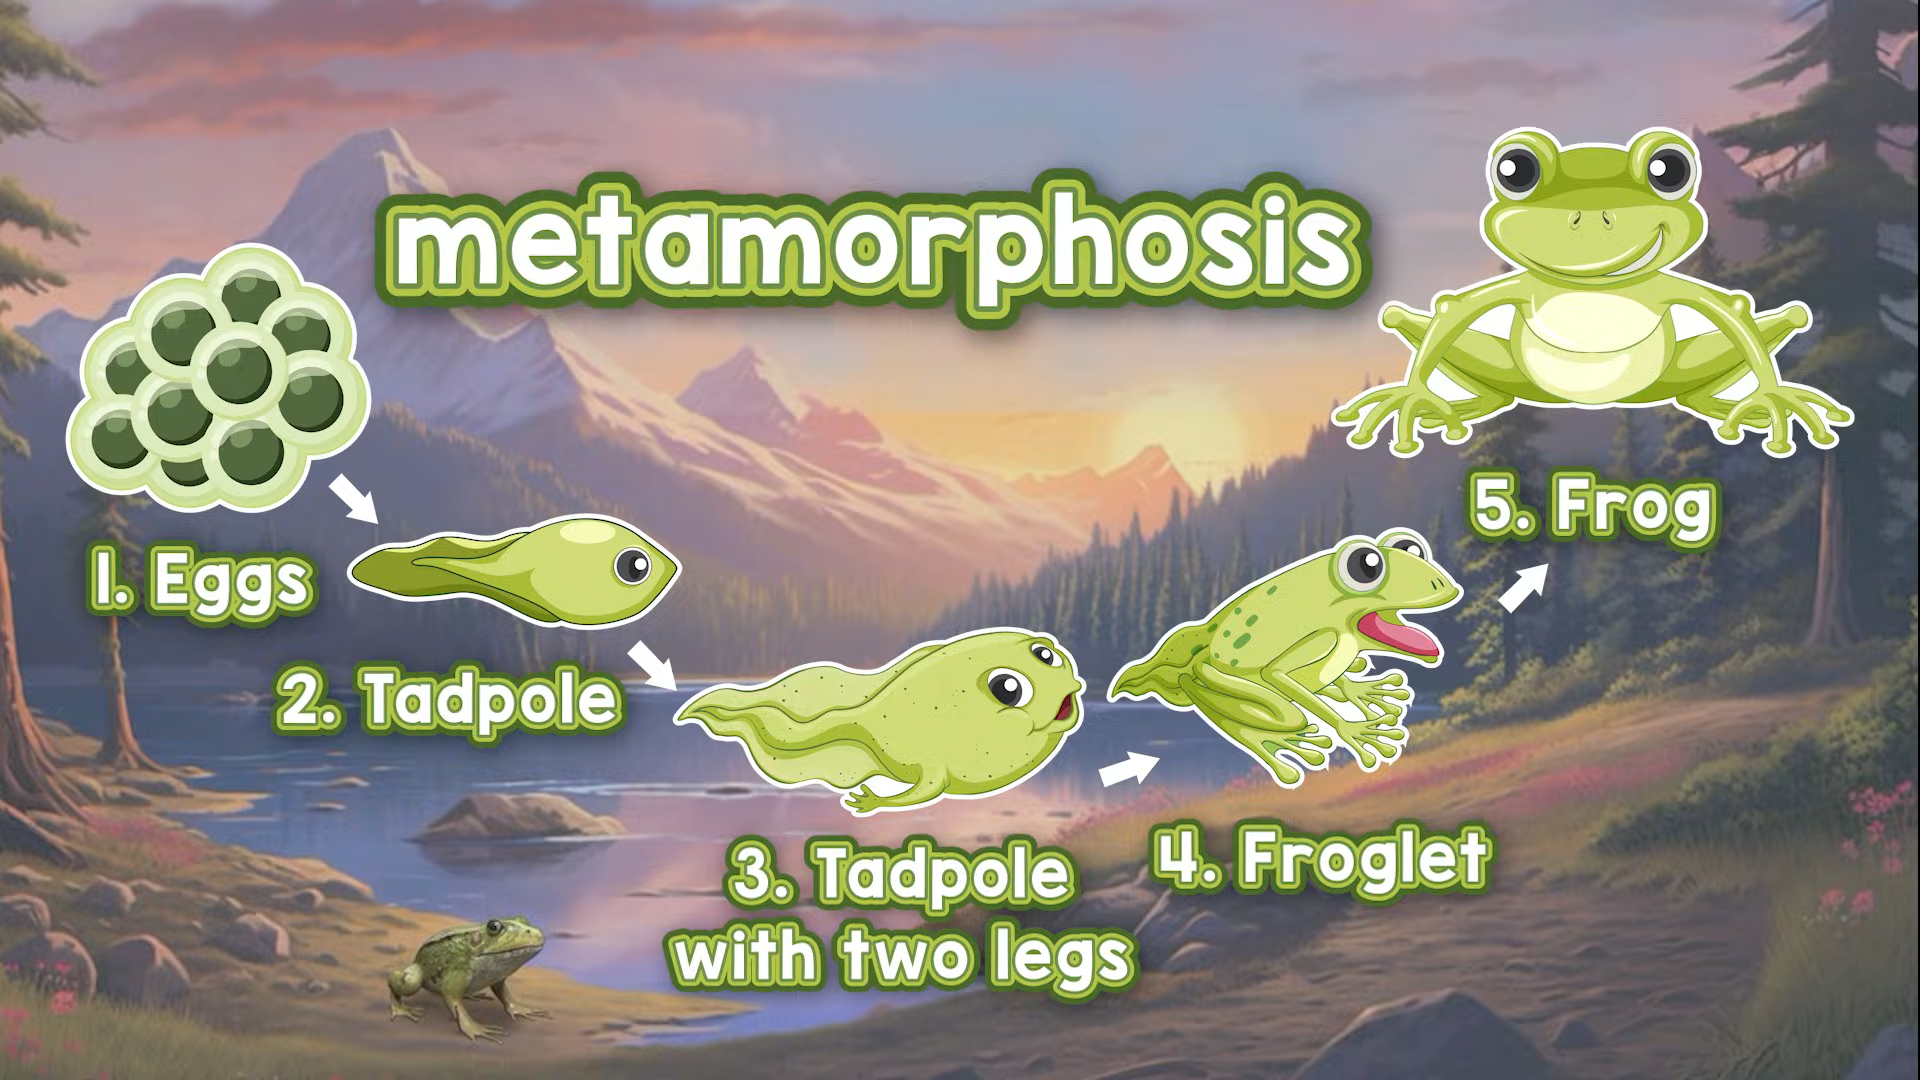 metamorphosis
1. Eggs
2. Tadpole
3. Tadpole
with two legs
4. Froglet
5. Frog